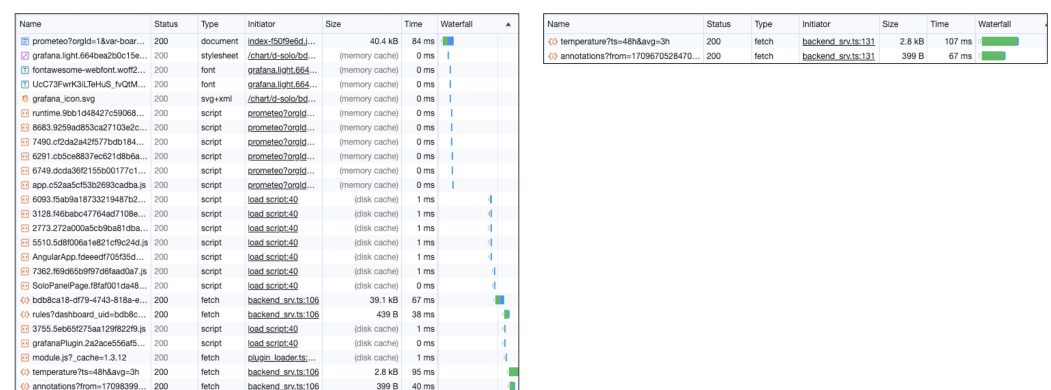 Name Status Type Initiator Size Time Waterfall
prometeo?orgId=1&var-boar... 200 document index-f50f9e6d.j... 40.4 kB 84 ms
grafana.light.664bea2b0c15e... 200 stylesheet /chart/d-solo/bd... (memory cache) 0 ms
fontawesome-webfont.woff2... 200 font grafana.light.664... (memory cache) 0 ms
UcC73FwrK3iLTeHuS_fvQtM... 200 font grafana.light.664... (memory cache) 0 ms
grafana_icon.svg 200 svg+xml /chart/d-solo/bd... (memory cache) 0 ms
runtime.9bb1d48427c59068... 200 script prometeo?orgId... (memory cache) 0 ms
8683.9259ad853ca27103e2c... 200 script prometeo?orgId... (memory cache) 0 ms
7490.cf2da2a42f577bdb184... 200 script prometeo?orgId... (memory cache) 0 ms
6291.cb5ce8837ec621d8b6a... 200 script prometeo?orgId... (memory cache) 0 ms
6749.dcda36f2155b00177c1... 200 script prometeo?orgId... (memory cache) 0 ms
app.c52aa5cf53b2693cadba.js 200 script prometeo?orgId... (memory cache) 0 ms
6093.f5ab9a18733219487b2... 200 script load script:40 (disk cache) 1 ms
3128.f46babc47764ad7108e... 200 script load script:40 (disk cache) 1 ms
2773.272a000a5cb9ba81dba... 200 script load script:40 (disk cache) 1 ms
5510.5d8f006a1e821cf9c24d.js 200 script load script:40 (disk cache) 1 ms
AngularApp.fdeeedf705f35d... 200 script load script:40 (disk cache) 1 ms
7362.f69d65b9f97d6faad0a7.js 200 script load script:40 (disk cache) 1 ms
SoloPanelPage.f8faf001da48... 200 script load script:40 (disk cache) 1 ms
bdb8ca18-df79-4743-818a-e... 200 fetch backend_srv.ts:106 39.1 kB 67 ms
rules?dashboard_uid=bdb8c... 200 fetch backend_srv.ts:106 439 B 38 ms
3755.5eb65f275aa129f822f9.js 200 script load script:40 (disk cache) 1 ms
grafanaPlugin.2a2ace556af5... 200 script load script:40 (disk cache) 0 ms
module.js?_cache=1.3.12 200 fetch plugin_loader.ts:... (disk cache) 1 ms
temperature?ts=48h&avg=3h 200 fetch backend_srv.ts:106 2.8 kB 95 ms
annotations?from=17098399... 200 fetch backend_srv.ts:106 399 B 40 ms
Name Status Type Initiator Size Time Waterfall
temperature?ts=48h&avg=3h 200 fetch backend_srv.ts:131 2.8 kB 107 ms
annotations?from=1709670528470... 200 fetch backend_srv.ts:131 399 B 67 ms